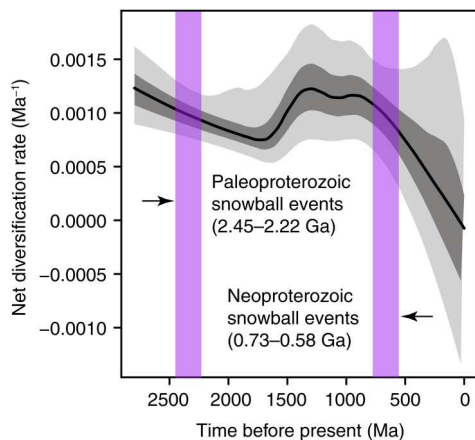 Net diversification rate (Ma⁻¹)
0.0015
0.0010
0.0005
0.0000
−0.0005
−0.0010
Paleoproterozoic
snowball events
(2.45–2.22 Ga)
Neoproterozoic
snowball events
(0.73–0.58 Ga)
2500 2000 1500 1000 500 0
Time before present (Ma)